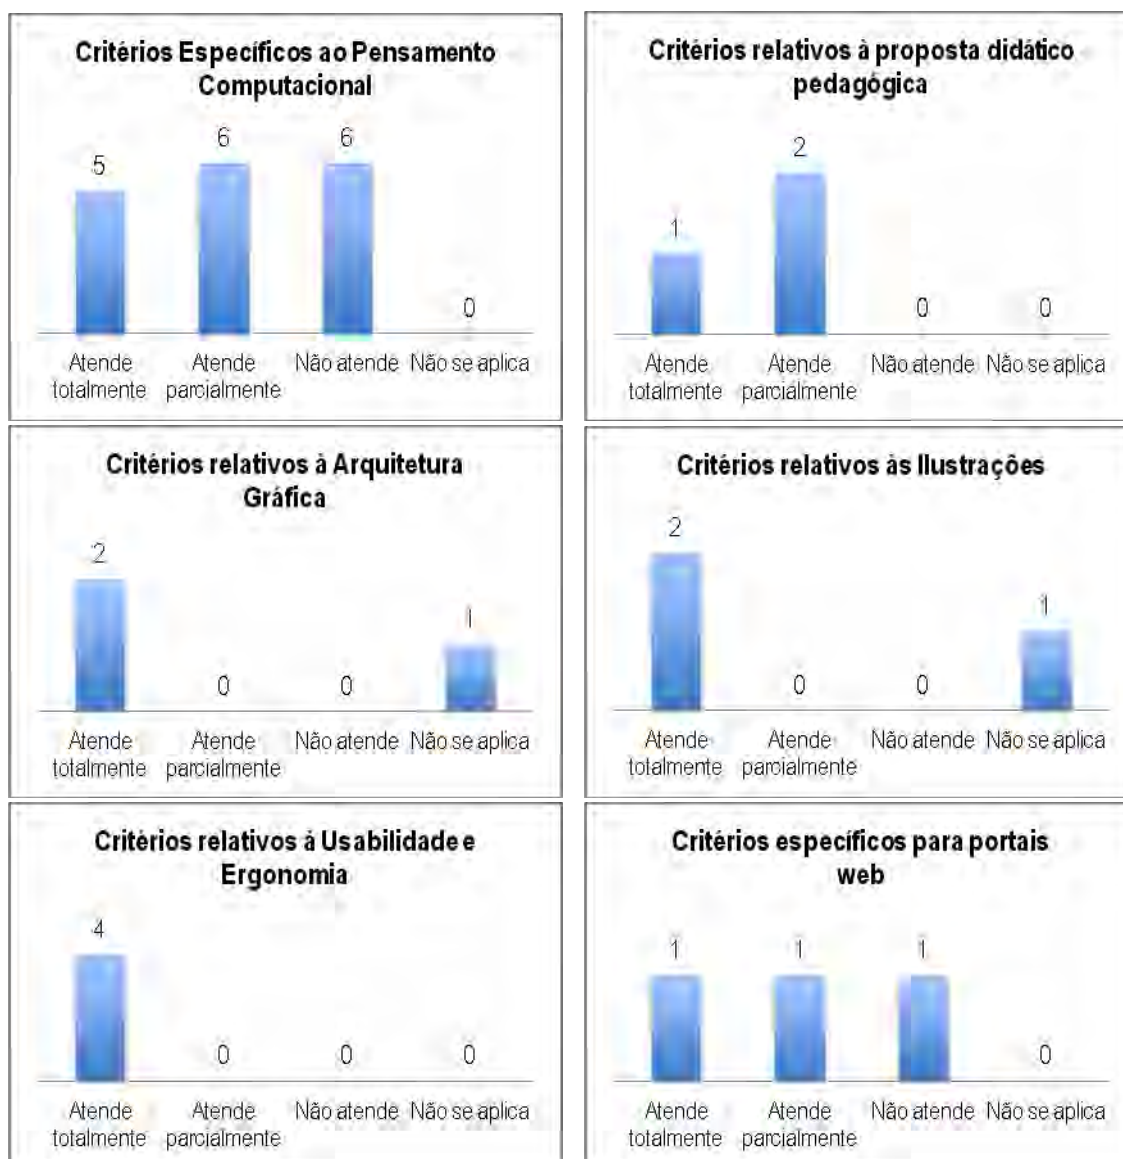 Critérios Específicos ao Pensamento
Computacional
5
6
6
0
Atende
totalmente
Atende
parcialmente
Não atende
Não se aplica
Critérios relativos à proposta didático
pedagógica
1
2
0
0
Atende
totalmente
Atende
parcialmente
Não atende
Não se aplica
Critérios relativos à Arquitetura
Gráfica
2
0
0
1
Atende
totalmente
Atende
parcialmente
Não atende
Não se aplica
Critérios relativos às Ilustrações
2
0
0
1
Atende
totalmente
Atende
parcialmente
Não atende
Não se aplica
Critérios relativos à Usabilidade e
Ergonomia
4
0
0
0
Atende
totalmente
Atende
parcialmente
Não atende
Não se aplica
Critérios específicos para portais
web
1
1
1
0
Atende
totalmente
Atende
parcialmente
Não atende
Não se aplica